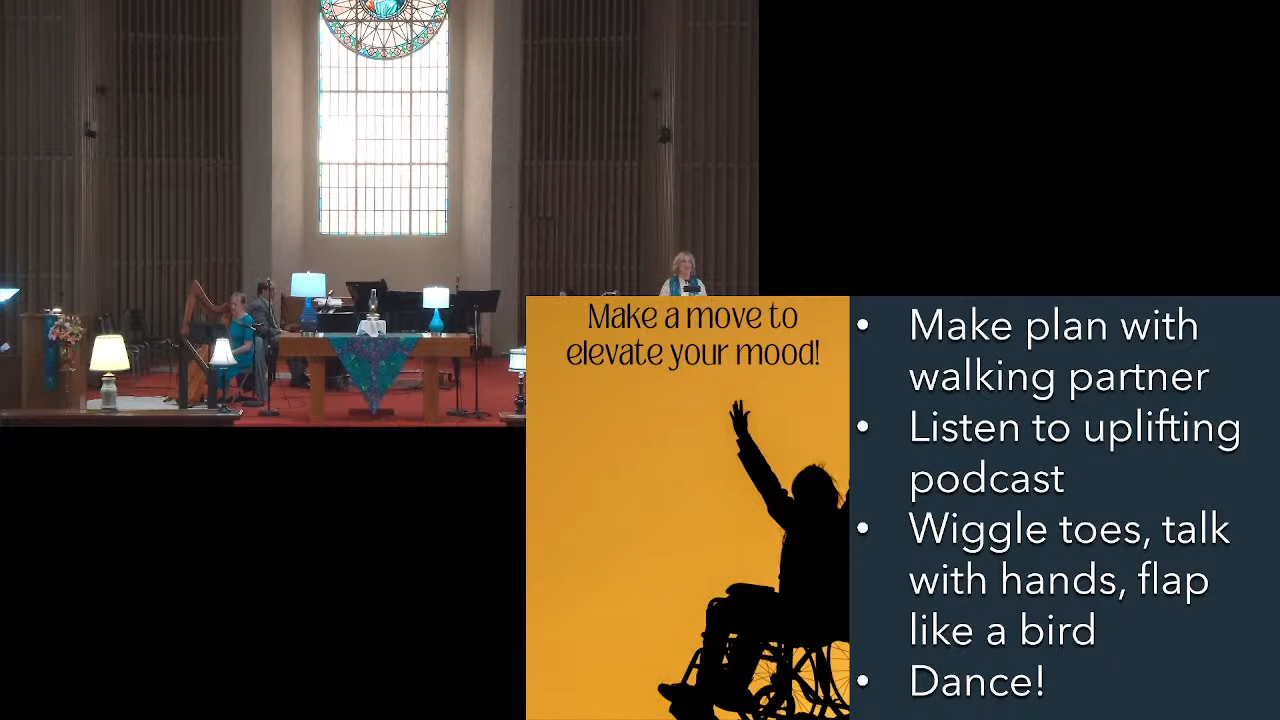 Make a move to
elevate your mood!
• Make plan with
walking partner
• Listen to uplifting
podcast
• Wiggle toes, talk
with hands, flap
like a bird
• Dance!